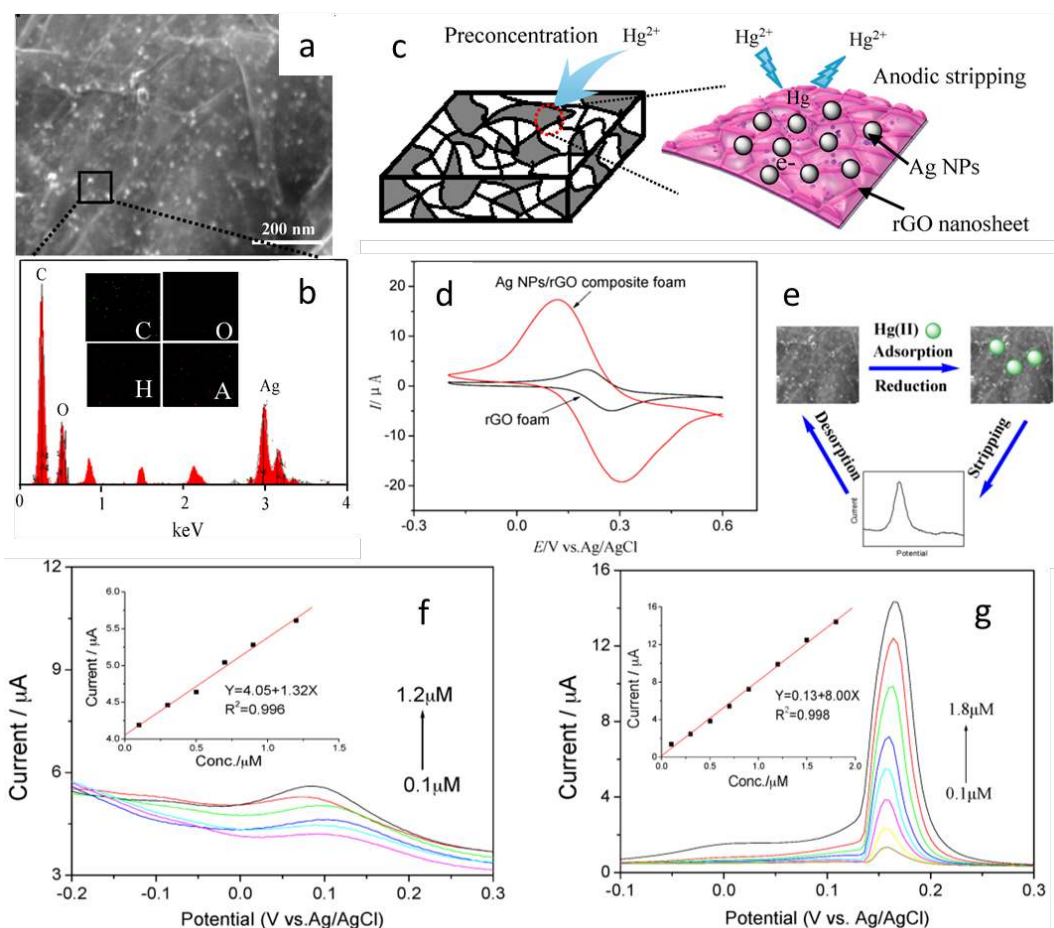 a
200 nm
c
Preconcentration
Hg²⁺
Hg²⁺
Hg²⁺
Anodic stripping
Hg
e-
Ag NPs
rGO nanosheet
b
C
O
Ag
C
O
H
A
0
1
2
3
4
keV
d
Ag NPs/rGO composite foam
rGO foam
20
10
0
-10
-20
I/ μA
-0.3
0.0
0.3
0.6
E/V vs.Ag/AgCl
e
Hg(II)
Adsorption
Reduction
Desorption
Stripping
Current
Potential
f
12
9
6
3
Current / μA
6.0
5.5
5.0
4.5
4.0
3.5
Current / μA
Y=4.05+1.32X
R²=0.996
0.0
0.5
1.0
1.5
Conc./μM
1.2μM
0.1μM
-0.2
-0.1
0.0
0.1
0.2
0.3
Potential (V vs.Ag/AgCl)
g
16
12
8
4
0
Current / μA
16
12
8
4
0
Current / μA
Y=0.13+8.00X
R²=0.998
0.0
0.5
1.0
1.5
2.0
Conc./μM
1.8μM
0.1μM
-0.1
0.0
0.1
0.2
0.3
Potential (V vs. Ag/AgCl)